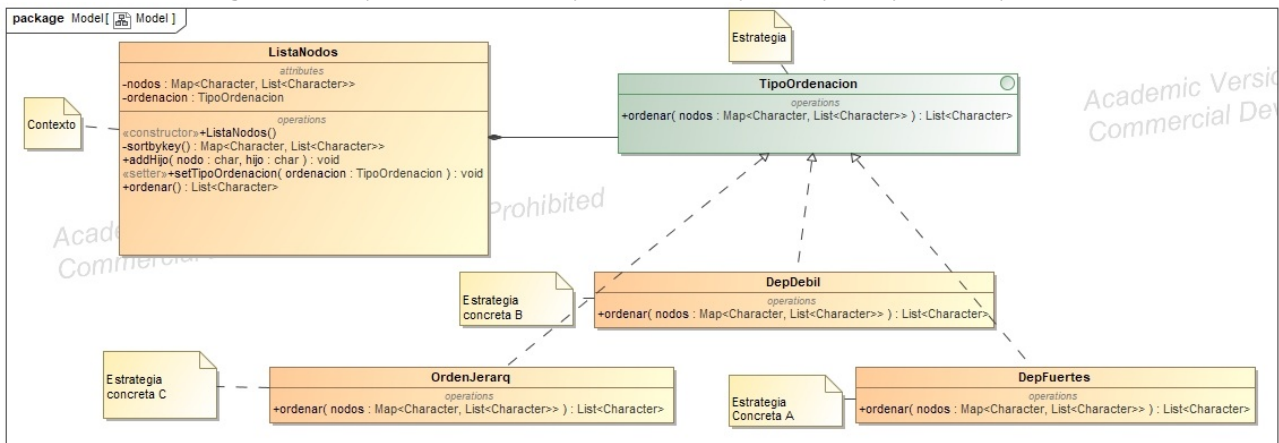 package Model[ Model ]
Estrategia
ListaNodos
attributes
-nodos : Map<Character, List<Character>>
-ordenacion : TipoOrdenacion
operations
«constructor»+ListaNodos()
-sortbykey() : Map<Character, List<Character>>
+addHijo( nodo : char, hijo : char ) : void
«setter»+setTipoOrdenacion( ordenacion : TipoOrdenacion ) : void
+ordenar() : List<Character>
Contexto
TipoOrdenacion
operations
+ordenar( nodos : Map<Character, List<Character>> ) : List<Character>
Academic
Commercial
Prohibited
DepDebil
operations
+ordenar( nodos : Map<Character, List<Character>> ) : List<Character>
Estrategia
concreta B
Estrategia
concreta C
OrdenJerarq
operations
+ordenar( nodos : Map<Character, List<Character>> ) : List<Character>
Estrategia
Concreta A
DepFuertes
operations
+ordenar( nodos : Map<Character, List<Character>> ) : List<Character>